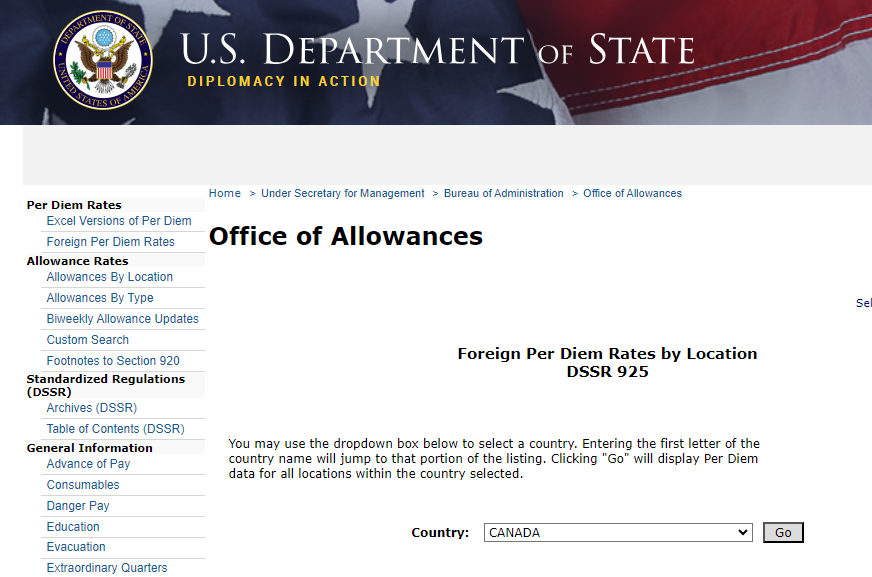 DEPARTMENT OF STATE
UNITED STATES OF AMERICA
U.S. DEPARTMENT OF STATE
DIPLOMACY IN ACTION
Home > Under Secretary for Management > Bureau of Administration > Office of Allowances
Per Diem Rates
Excel Versions of Per Diem
Foreign Per Diem Rates
Allowance Rates
Allowances By Location
Allowances By Type
Biweekly Allowance Updates
Custom Search
Footnotes to Section 920
Standardized Regulations
(DSSR)
Archives (DSSR)
Table of Contents (DSSR)
General Information
Advance of Pay
Consumables
Danger Pay
Education
Evacuation
Extraordinary Quarters
Office of Allowances
Sel
Foreign Per Diem Rates by Location
DSSR 925
You may use the dropdown box below to select a country. Entering the first letter of the
country name will jump to that portion of the listing. Clicking "Go" will display Per Diem
data for all locations within the country selected.
Country: CANADA Go